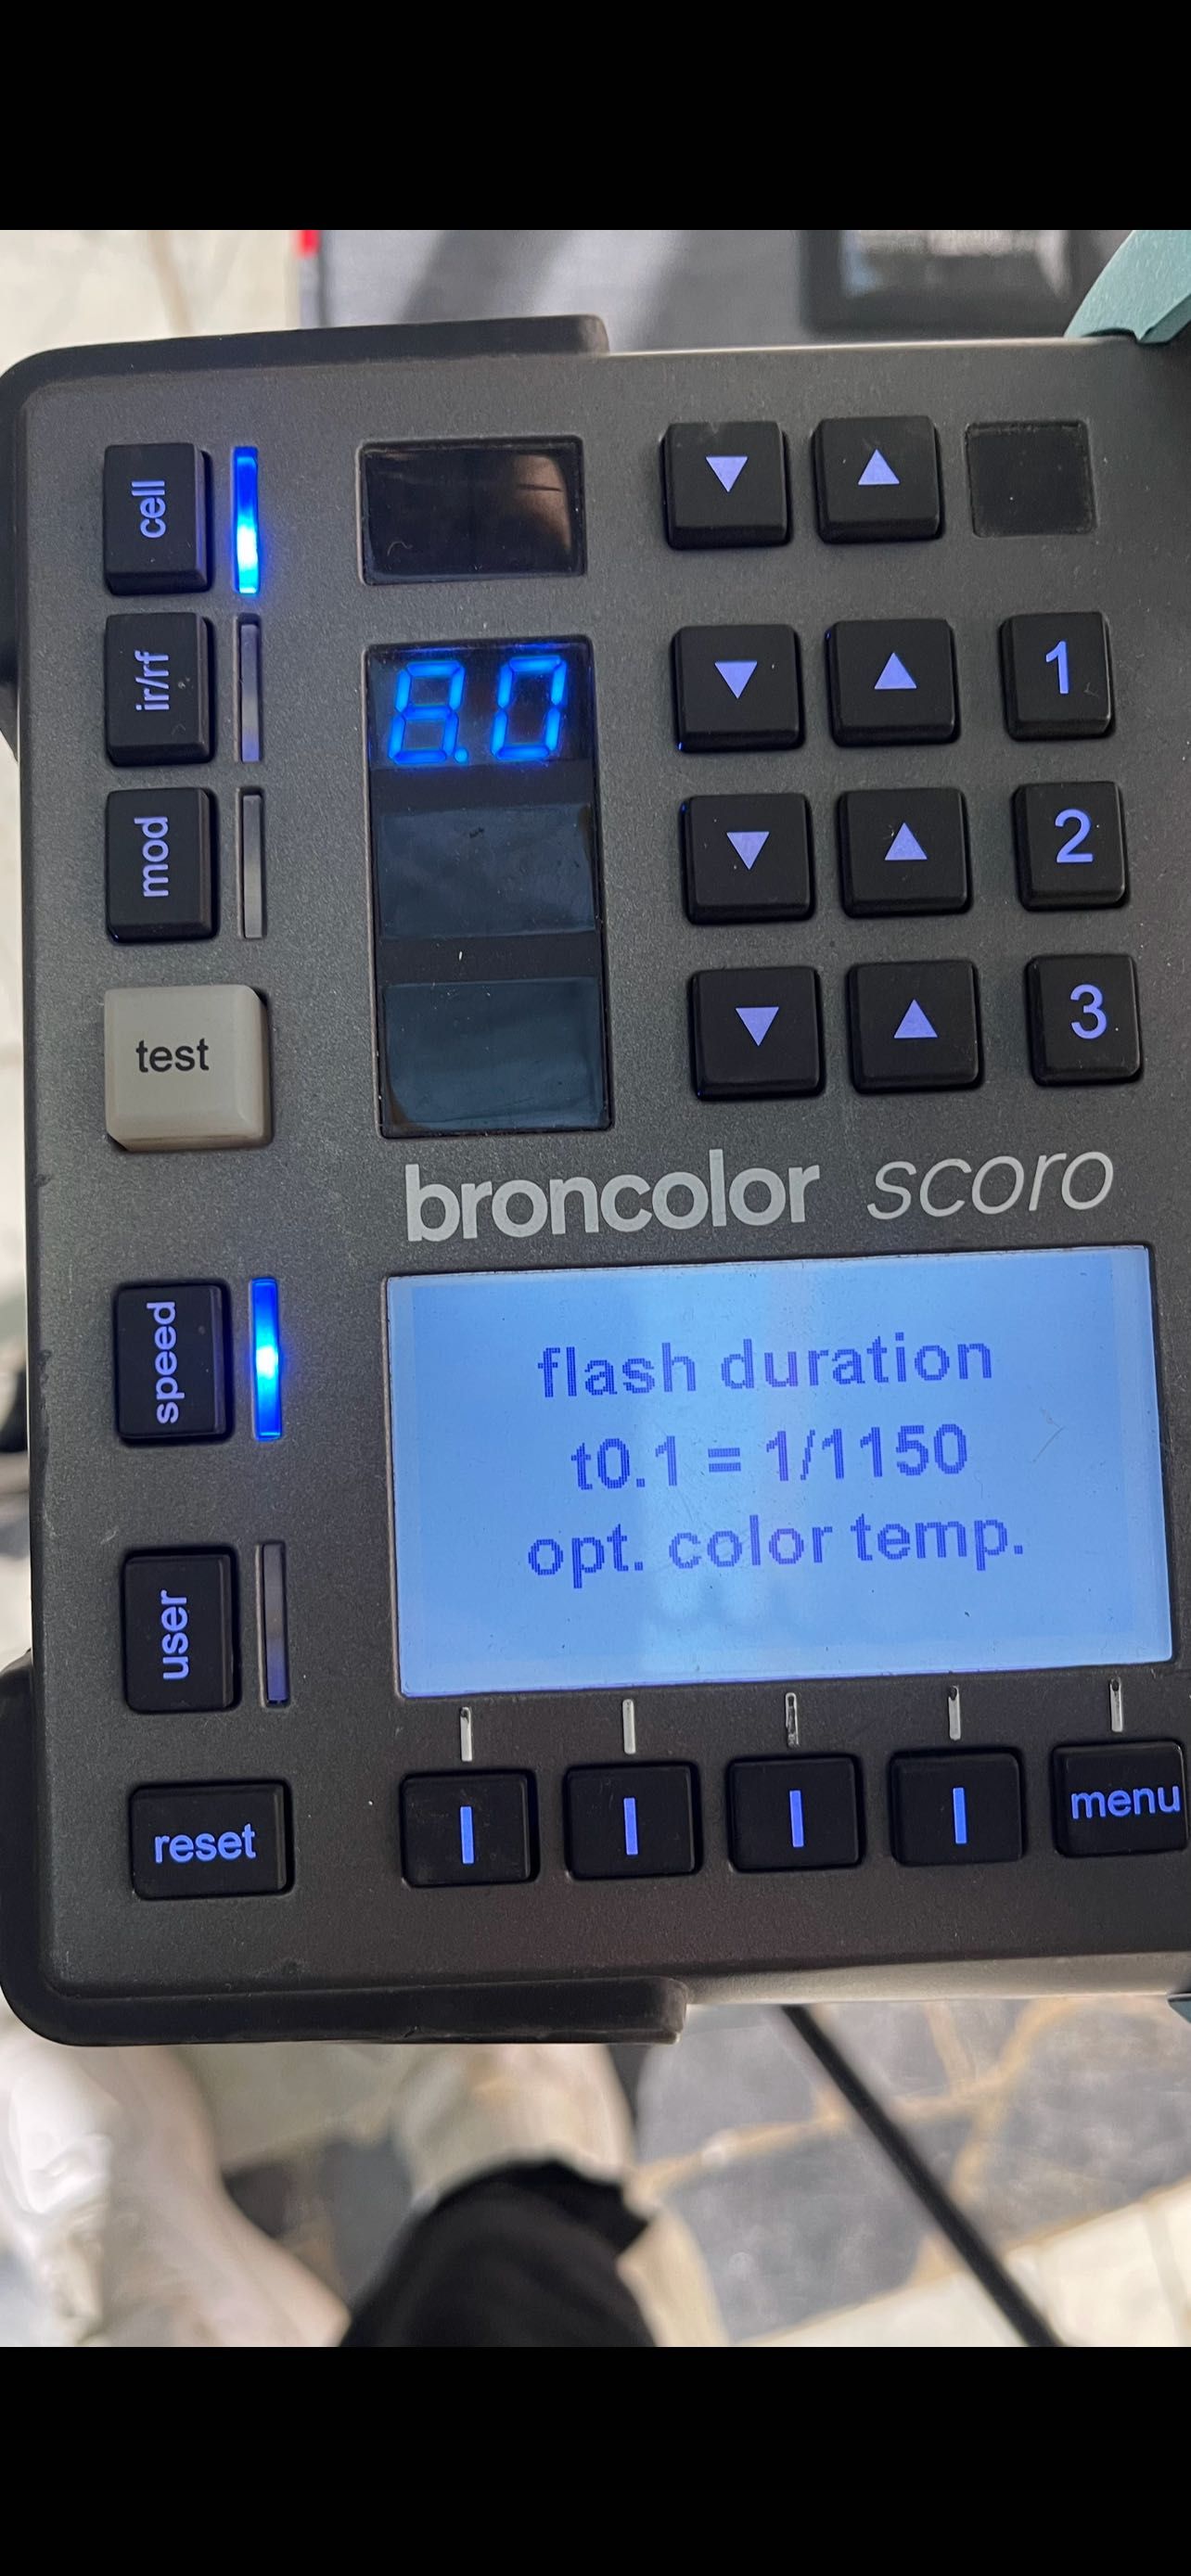 cell
ir/rf
8.0
1
mod
2
test
3
broncolor scoro
speed
flash duration
t0.1 = 1/1150
opt. color temp.
user
reset
menu